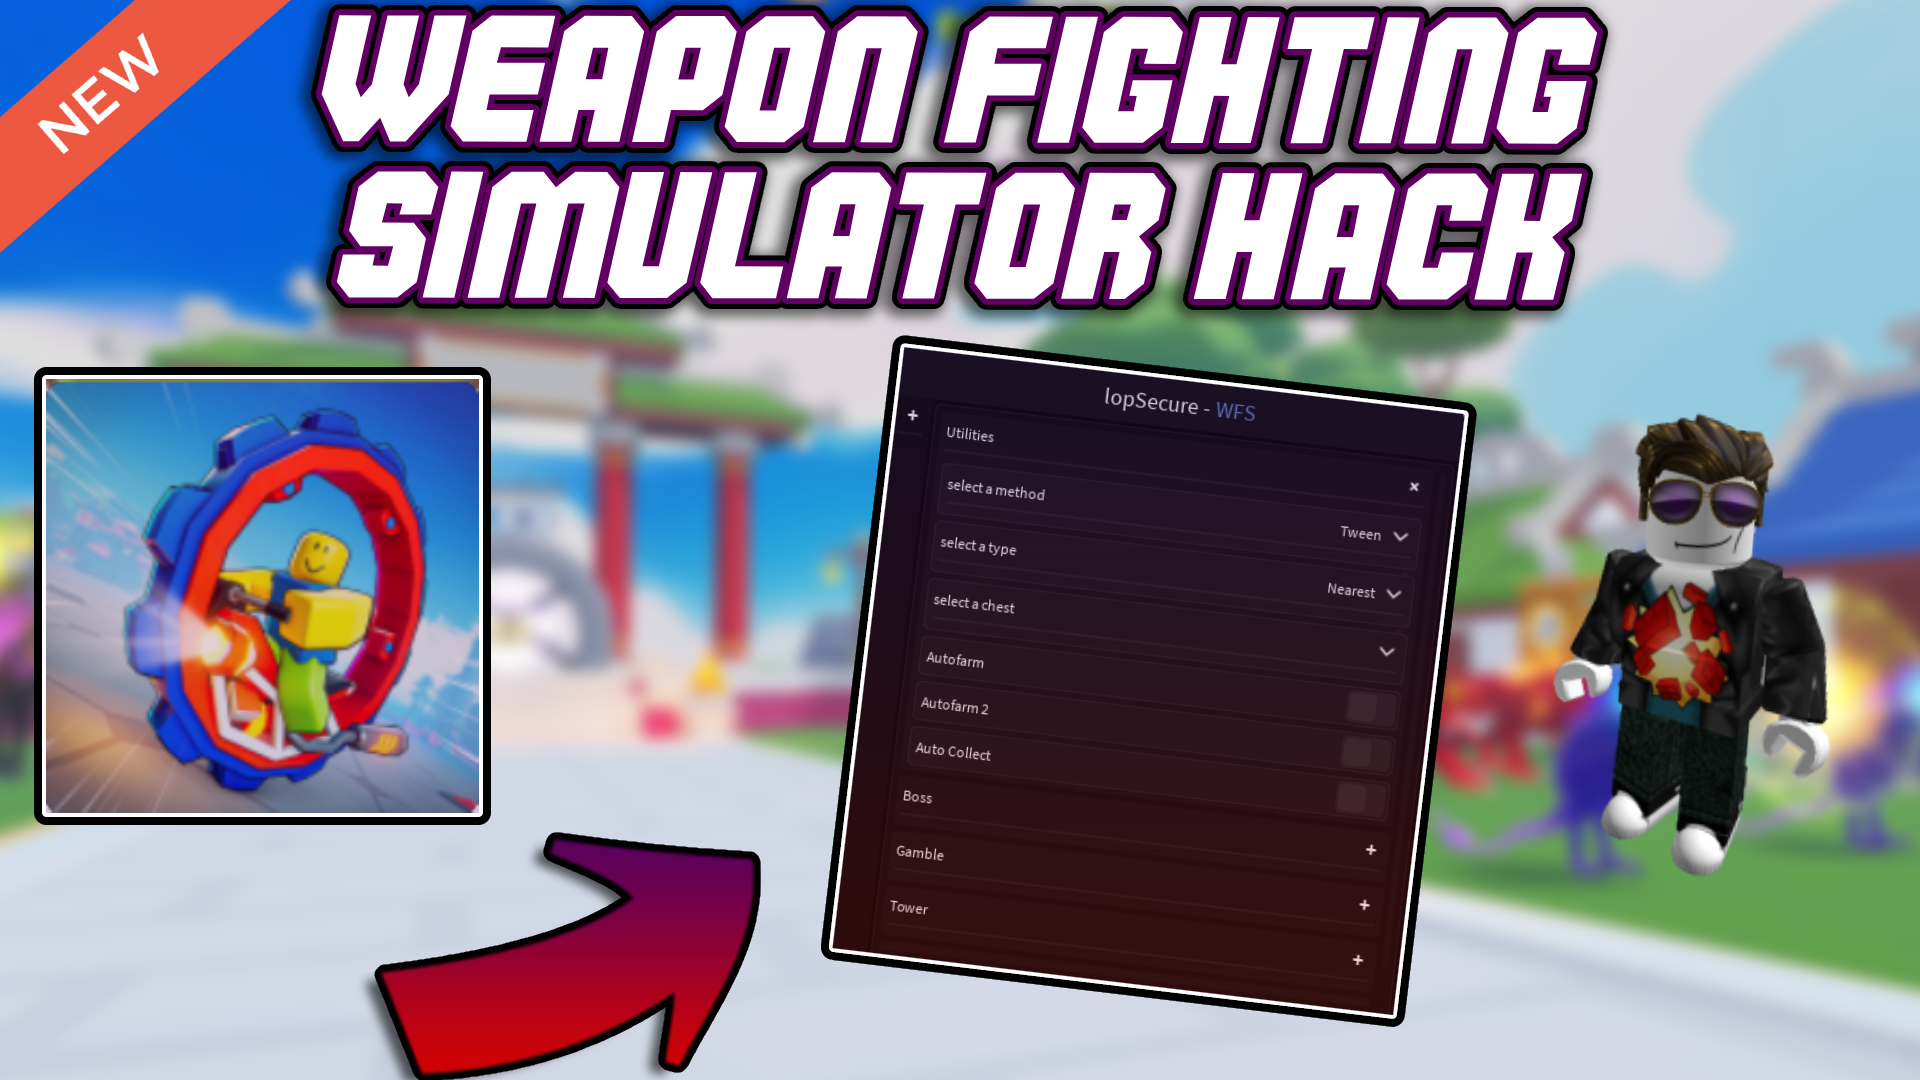 NEW
WEAPON FIGHTING
SIMULATOR HACK
lopSecure - WFS
+
Utilities
×
select a method
Tween
select a type
Nearest
select a chest
Autofarm
Autofarm 2
Auto Collect
Boss
+
Gamble
+
Tower
+